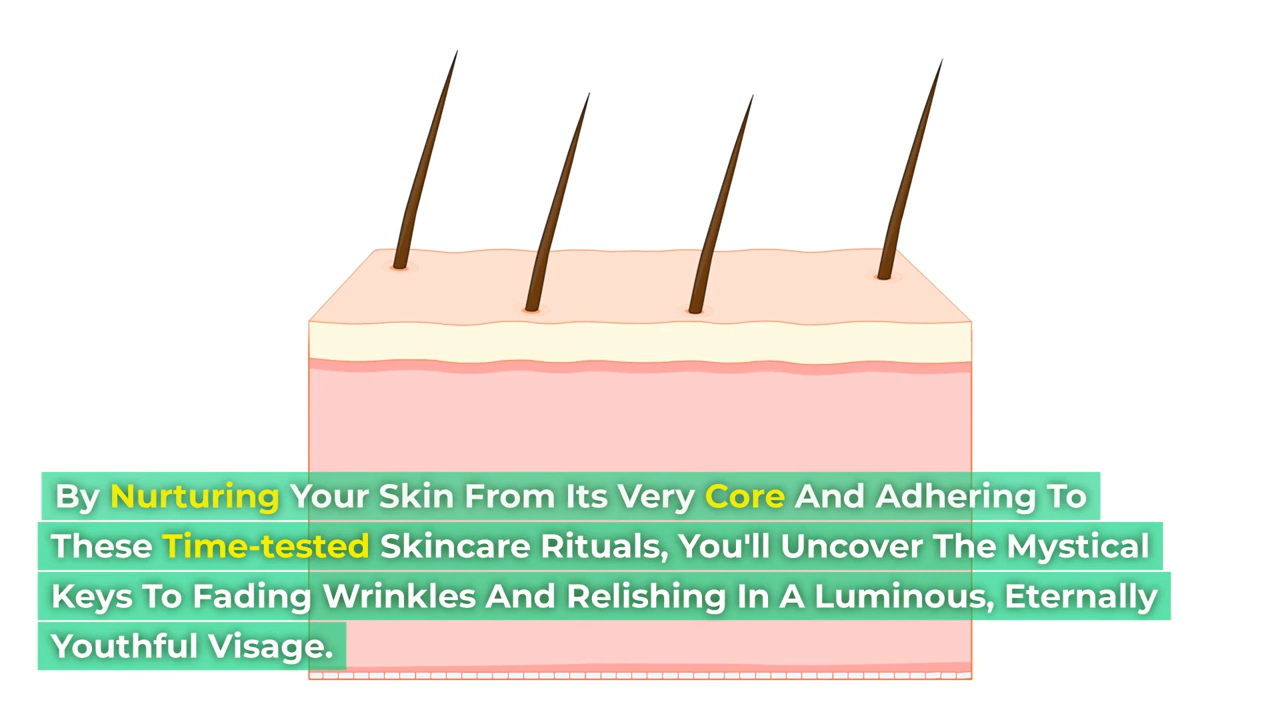 By Nurturing Your Skin From Its Very Core And Adhering To
These Time-tested Skincare Rituals, You'll Uncover The Mystical
Keys To Fading Wrinkles And Relishing In A Luminous, Eternally
Youthful Visage.